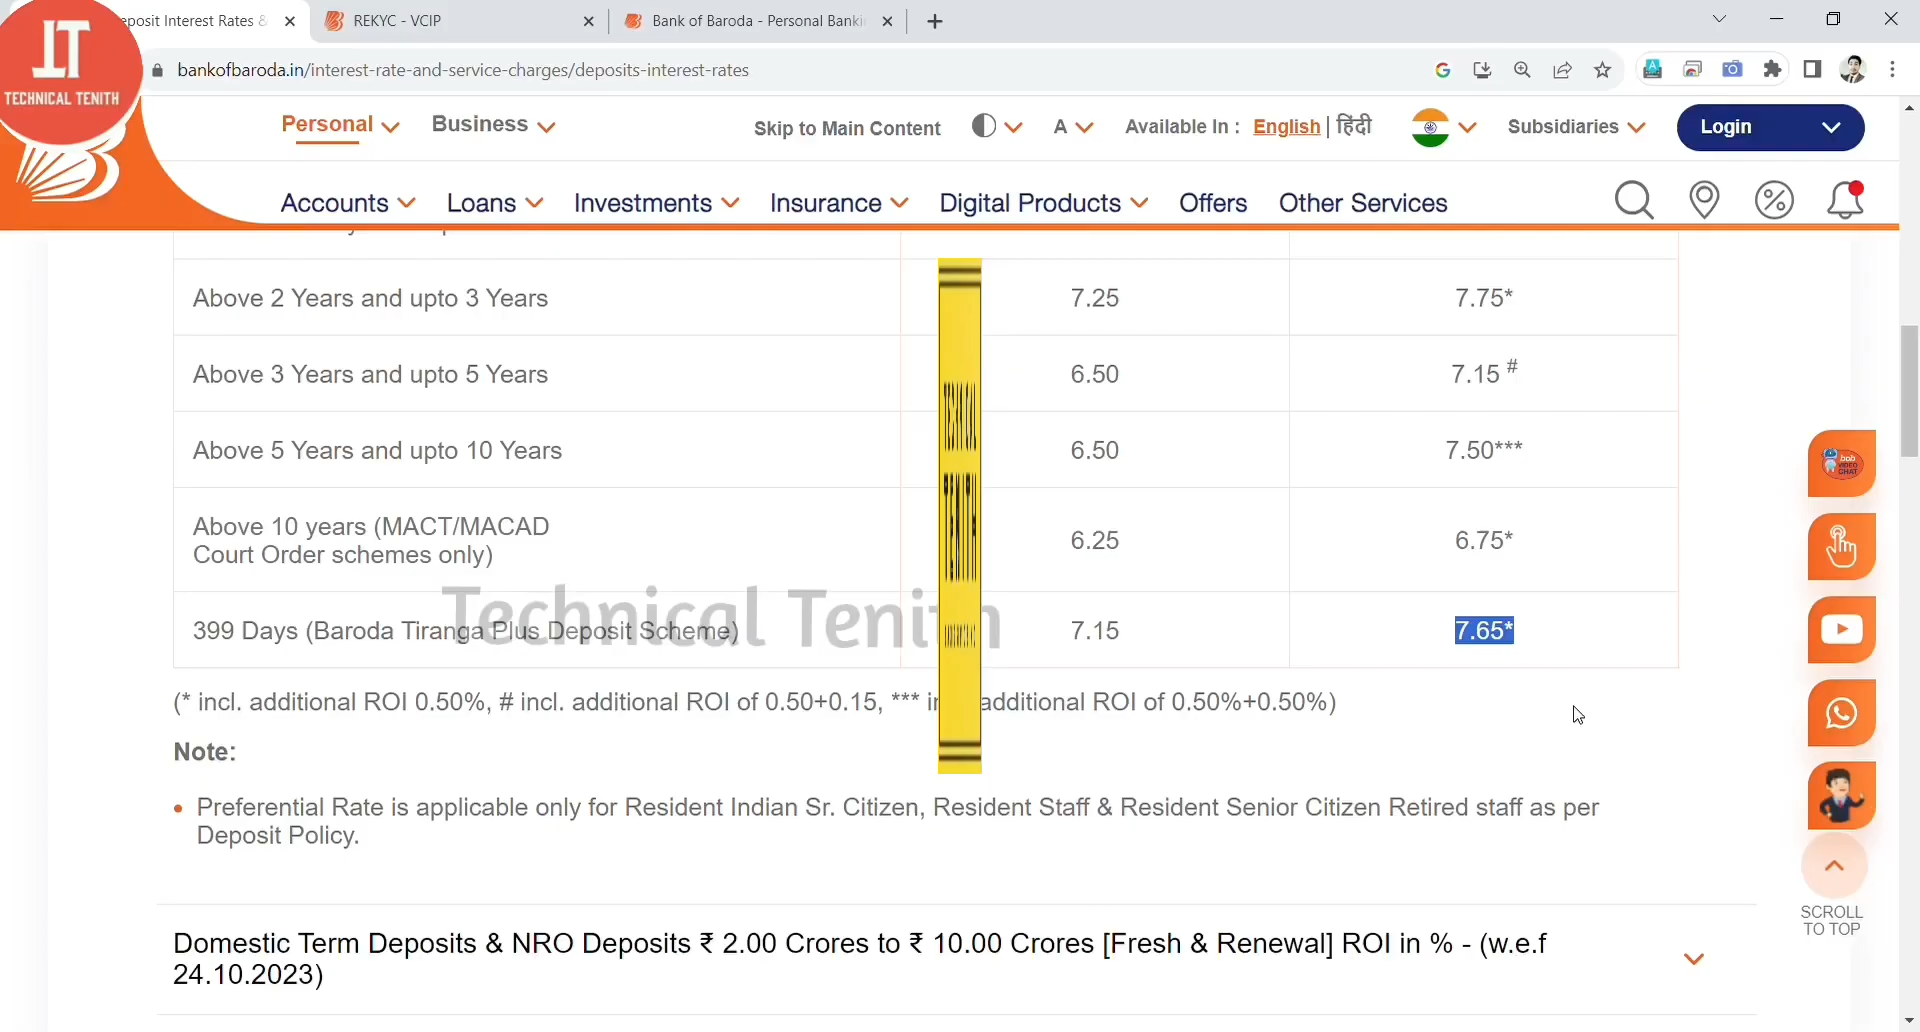 eposit Interest Rates &
REKYC - VCIP
Bank of Baroda - Personal Banki
IT
TECHNICAL TENITH
bankofbaroda.in/interest-rate-and-service-charges/deposits-interest-rates
Personal
Business
Skip to Main Content
A
Available In : English | हिंदी
Subsidiaries
Login
Accounts
Loans
Investments
Insurance
Digital Products
Offers
Other Services
Above 2 Years and upto 3 Years 7.25 7.75*
Above 3 Years and upto 5 Years 6.50 7.15 #
Above 5 Years and upto 10 Years 6.50 7.50***
Above 10 years (MACT/MACAD
Court Order schemes only) 6.25 6.75*
399 Days (Baroda Tiranga Plus Deposit Scheme) 7.15 7.65*
Technical Tenith
TECHNICAL
TENITH
(* incl. additional ROI 0.50%, # incl. additional ROI of 0.50+0.15, *** additional ROI of 0.50%+0.50%)
Note:
Preferential Rate is applicable only for Resident Indian Sr. Citizen, Resident Staff & Resident Senior Citizen Retired staff as per
Deposit Policy.
bob
VIDEO
CHAT
SCROLL
TO TOP
Domestic Term Deposits & NRO Deposits ₹ 2.00 Crores to ₹ 10.00 Crores [Fresh & Renewal] ROI in % - (w.e.f
24.10.2023)